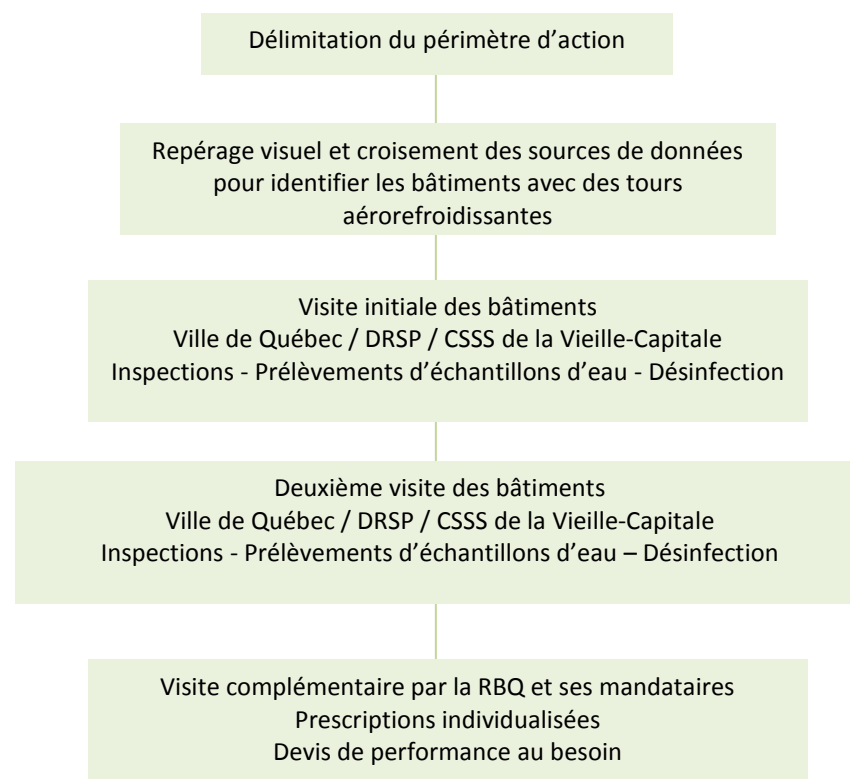 Délimitation du périmètre d’action
Repérage visuel et croisement des sources de données
pour identifier les bâtiments avec des tours
aérorefroidissantes
Visite initiale des bâtiments
Ville de Québec / DRSP / CSSS de la Vieille-Capitale
Inspections - Prélèvements d’échantillons d’eau - Désinfection
Deuxième visite des bâtiments
Ville de Québec / DRSP / CSSS de la Vieille-Capitale
Inspections - Prélèvements d’échantillons d’eau – Désinfection
Visite complémentaire par la RBQ et ses mandataires
Prescriptions individualisées
Devis de performance au besoin